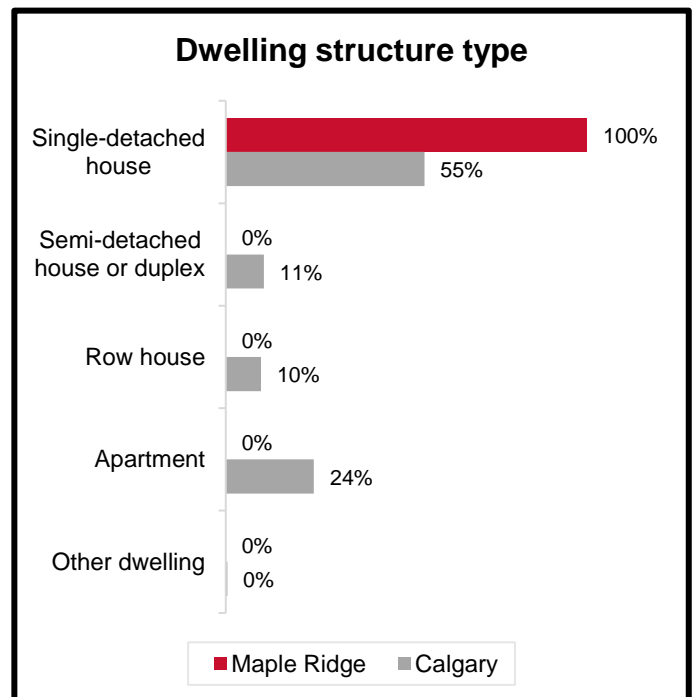 Dwelling structure type
Single-detached
house
100%
55%
Semi-detached
house or duplex
0%
11%
Row house
0%
10%
Apartment
0%
24%
Other dwelling
0%
0%
Maple Ridge Calgary